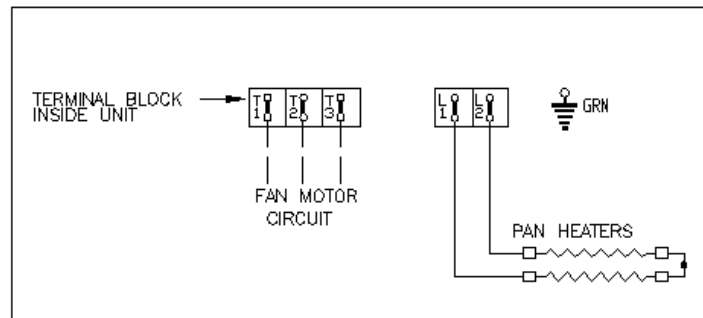 TERMINAL BLOCK
INSIDE UNIT
T1 T2 T3
L1 L2
GRN
FAN MOTOR
CIRCUIT
PAN HEATERS